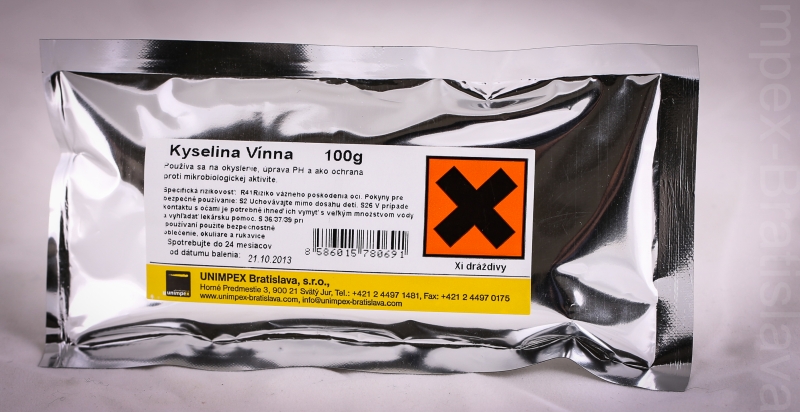 Kyselina Vínna 100g
Používa sa na okyslenie, úprava PH a ako ochrana
proti mikrobiologickej aktivite.
Špecifická rizikovosť: R41Riziko vážneho poškodenia očí. Pokyny pre
bezpečné používanie: S2 Uchovávajte mimo dosahu detí. S26 V prípade
kontaktu s očami je potrebné ihneď ich vymyť s veľkým množstvom vody
a vyhľadať lekársku pomoc. S 36,37,39 pri
používaní použite bezpečnostné
oblečenie, okuliare a rukavice
Spotrebujte do 24 mesiacov
od dátumu balenia: 21.10.2013
8 586015 780691
Xi dráždivý
unimpex
UNIMPEX Bratislava, s.r.o.,
Horné Predmestie 3, 900 21 Svätý Jur, Tel.: +421 2 4497 1481, Fax: +421 2 4497 0175
www.unimpex-bratislava.com, info@unimpex-bratislava.com
mpex-Bratislava